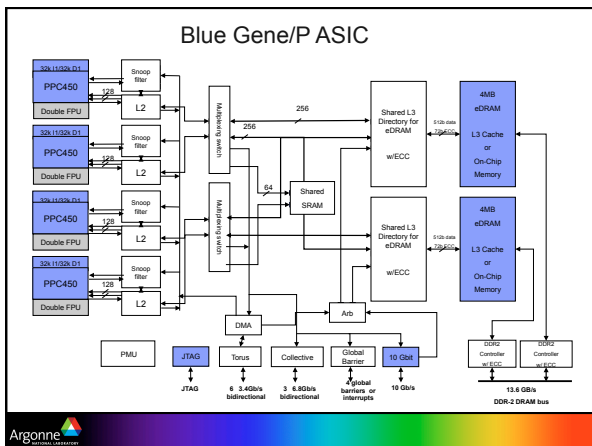 Blue Gene/P ASIC
32k I1/32k D1
PPC450
Double FPU
128
Snoop
filter
L2
32k I1/32k D1
PPC450
Double FPU
128
Snoop
filter
L2
32k I1/32k D1
PPC450
Double FPU
128
Snoop
filter
L2
32k I1/32k D1
PPC450
Double FPU
128
Snoop
filter
L2
Multiplexing switch
Multiplexing switch
256
256
64
Shared
SRAM
Shared L3
Directory for
eDRAM
w/ECC
Shared L3
Directory for
eDRAM
w/ECC
512b data
72b ECC
512b data
72b ECC
4MB
eDRAM
L3 Cache
or
On-Chip
Memory
4MB
eDRAM
L3 Cache
or
On-Chip
Memory
DMA
Arb
PMU
JTAG
Torus
Collective
Global
Barrier
10 Gbit
DDR2
Controller
w/ ECC
DDR2
Controller
w/ ECC
JTAG
6 3.4Gb/s
bidirectional
3 6.8Gb/s
bidirectional
4 global
barriers or
interrupts
10 Gb/s
13.6 GB/s
DDR-2 DRAM bus
Argonne
NATIONAL LABORATORY